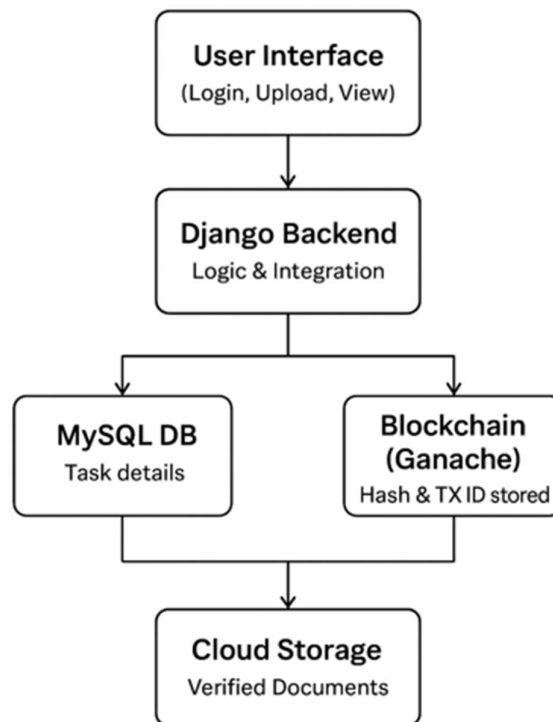 User Interface
(Login, Upload, View)
Django Backend
Logic & Integration
MySQL DB
Task details
Blockchain
(Ganache)
Hash & TX ID stored
Cloud Storage
Verified Documents